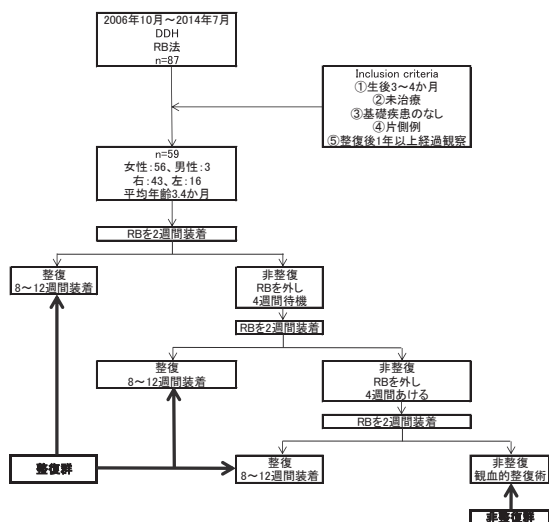 2006年10月～2014年7月
DDH
RB法
n=87
Inclusion criteria
①生後3～4か月
②未治療
③基礎疾患のなし
④片側例
⑤整復後1年以上経過観察
n=59
女性：56、男性：3
右：43、左：16
平均年齢3.4か月
RBを2週間装着
整復
8～12週間装着
非整復
RBを外し
4週間待機
RBを2週間装着
整復
8～12週間装着
非整復
RBを外し
4週間あける
RBを2週間装着
整復群
整復
8～12週間装着
非整復
観血的整復術
非整復群